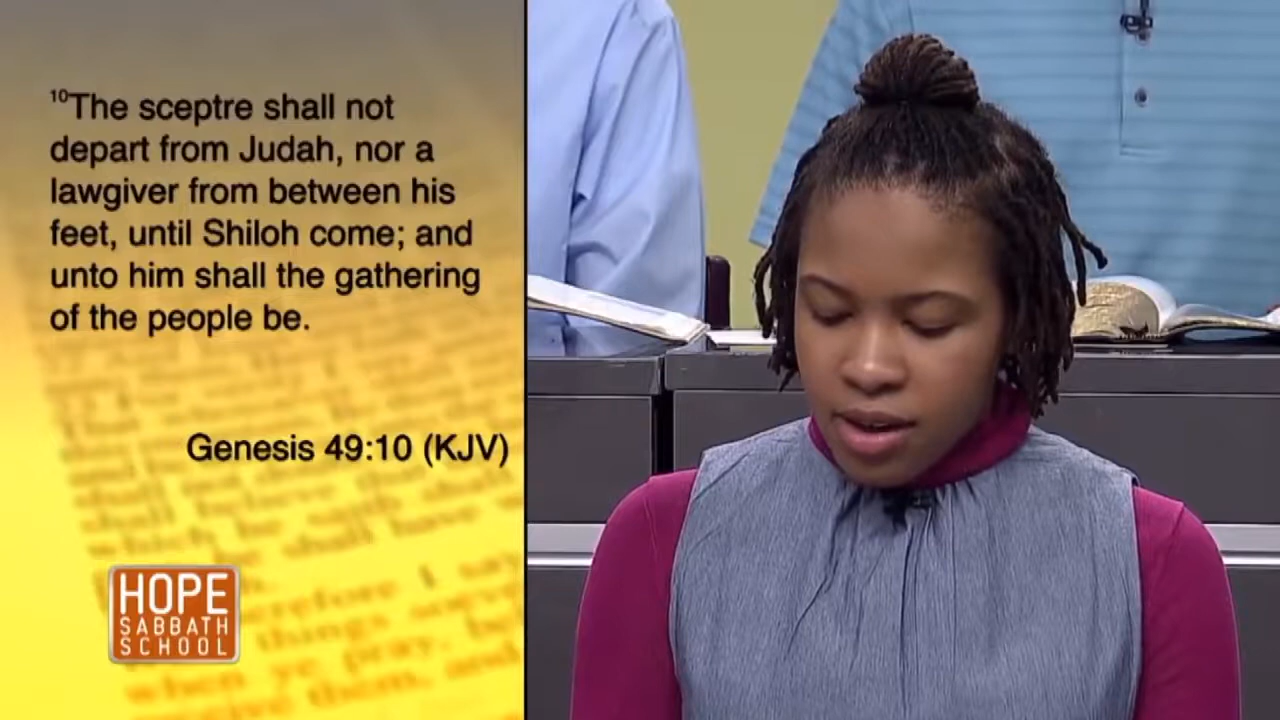 ¹⁰The sceptre shall not
depart from Judah, nor a
lawgiver from between his
feet, until Shiloh come; and
unto him shall the gathering
of the people be.
Genesis 49:10 (KJV)
HOPE
SABBATH
SCHOOL